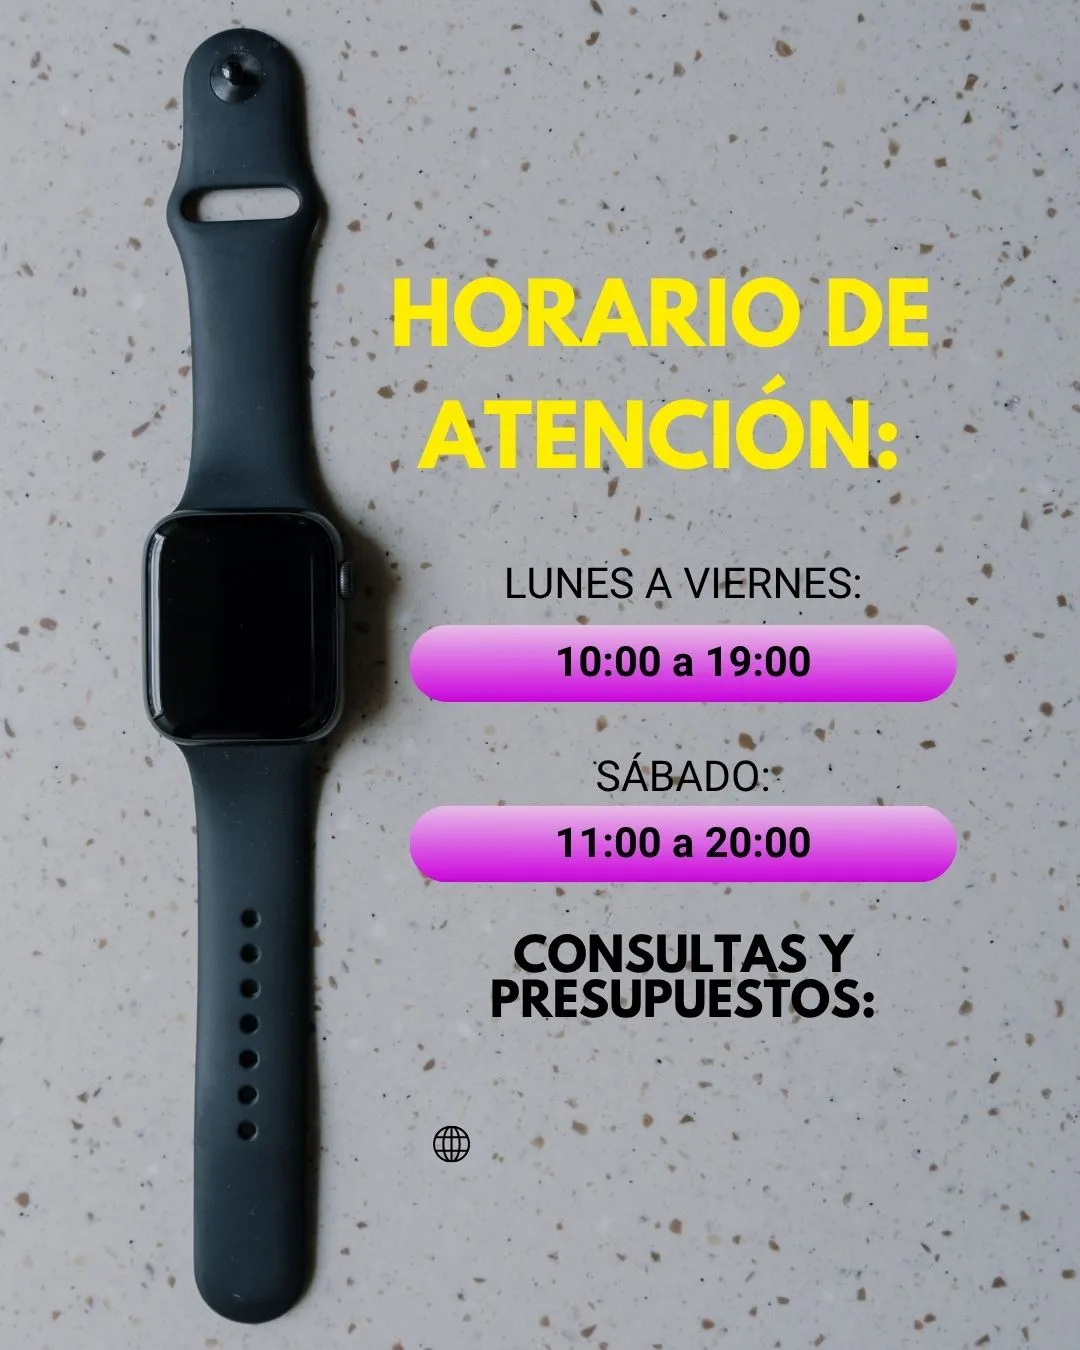 HORARIO DE
ATENCIÓN:
LUNES A VIERNES:
10:00 a 19:00
SÁBADO:
11:00 a 20:00
CONSULTAS Y
PRESUPUESTOS: